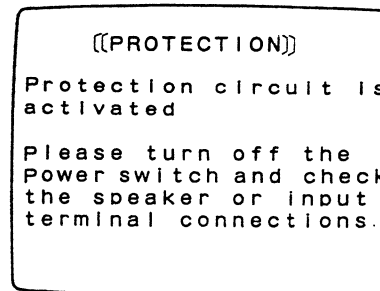 ⟦PROTECTION⟧
Protection circuit is
activated
Please turn off the
Power switch and check
the speaker or input
terminal connections.